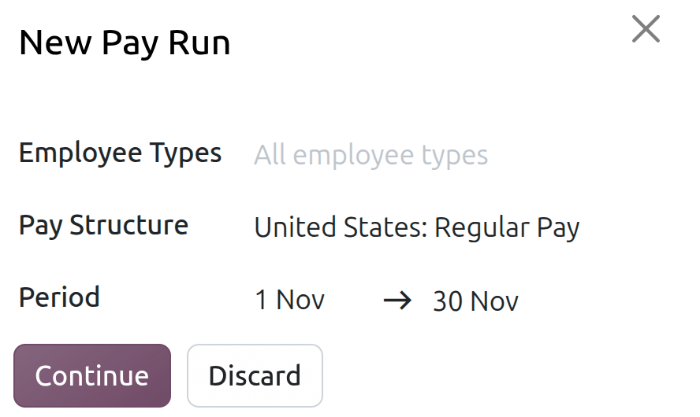 New Pay Run
Employee Types All employee types
Pay Structure United States: Regular Pay
Period 1 Nov → 30 Nov
Continue Discard